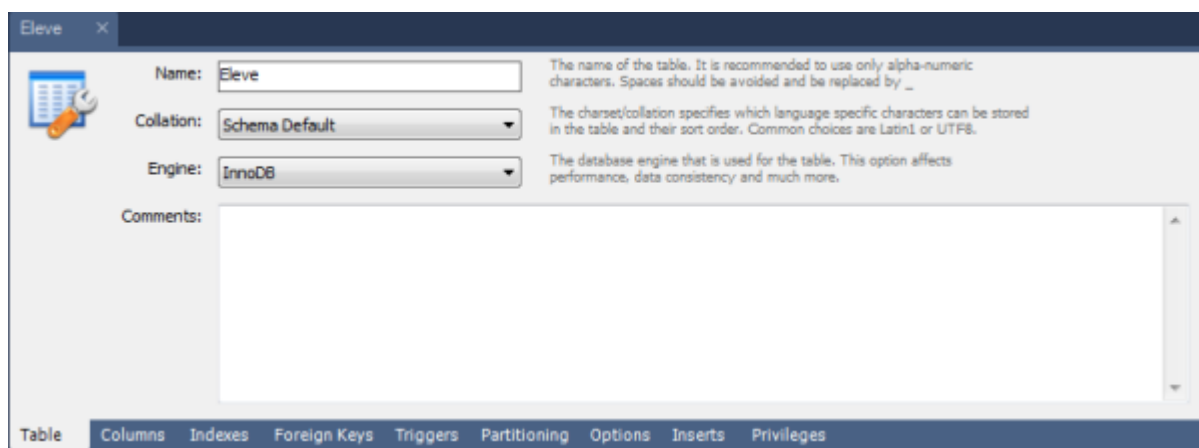 Eleve
Name: Eleve
The name of the table. It is recommended to use only alpha-numeric
characters. Spaces should be avoided and be replaced by _
Collation: Schema Default
The charset/collation specifies which language specific characters can be stored
in the table and their sort order. Common choices are Latin1 or UTF8.
Engine: InnoDB
The database engine that is used for the table. This option affects
performance, data consistency and much more.
Comments:
Table Columns Indexes Foreign Keys Triggers Partitioning Options Inserts Privileges